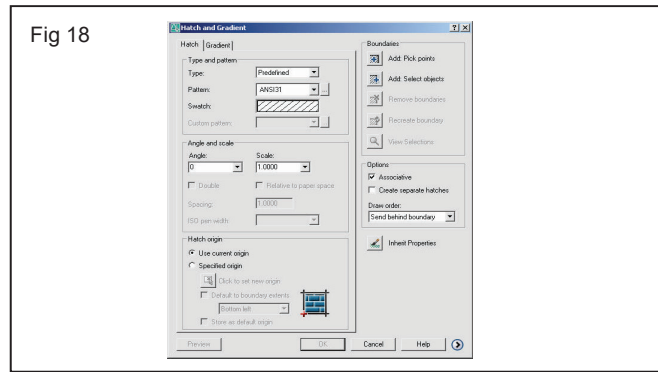 Fig 18
Hatch and Gradient
Hatch
Gradient
Type and pattern
Type:
Predefined
Pattern:
ANSI31
...
Swatch:
Custom pattern:
Angle and scale
Angle:
Scale:
0
1.0000
Double
Relative to paper space
Spacing:
1.0000
ISO pen width:
Hatch origin
Use current origin
Specified origin
Click to set new origin
Default to boundary extents
Bottom left
Store as default origin
Boundaries
Add: Pick points
Add: Select objects
Remove boundaries
Recreate boundary
View Selections
Options
Associative
Create separate hatches
Draw order:
Send behind boundary
Inherit Properties
Preview
OK
Cancel
Help